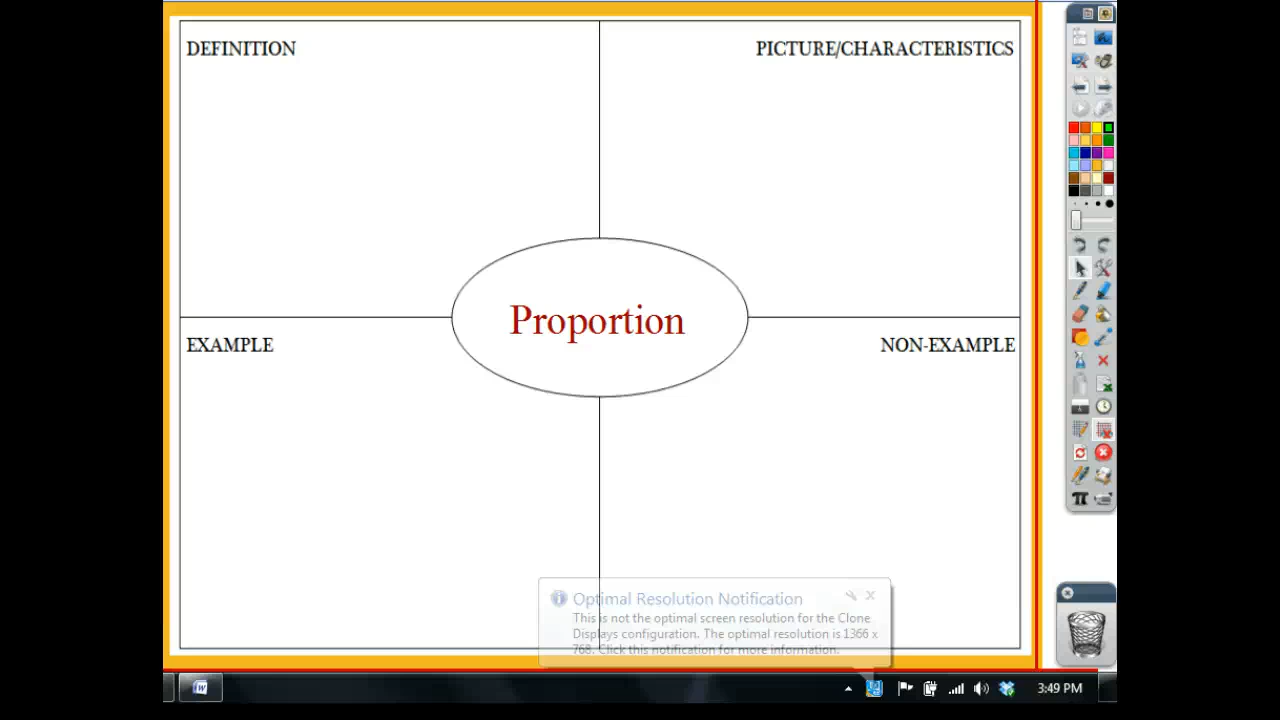 DEFINITION
PICTURE/CHARACTERISTICS
Proportion
EXAMPLE
NON-EXAMPLE
Optimal Resolution Notification
This is not the optimal screen resolution for the Clone
Displays configuration. The optimal resolution is 1366 x
768. Click this notification for more information.
3:49 PM